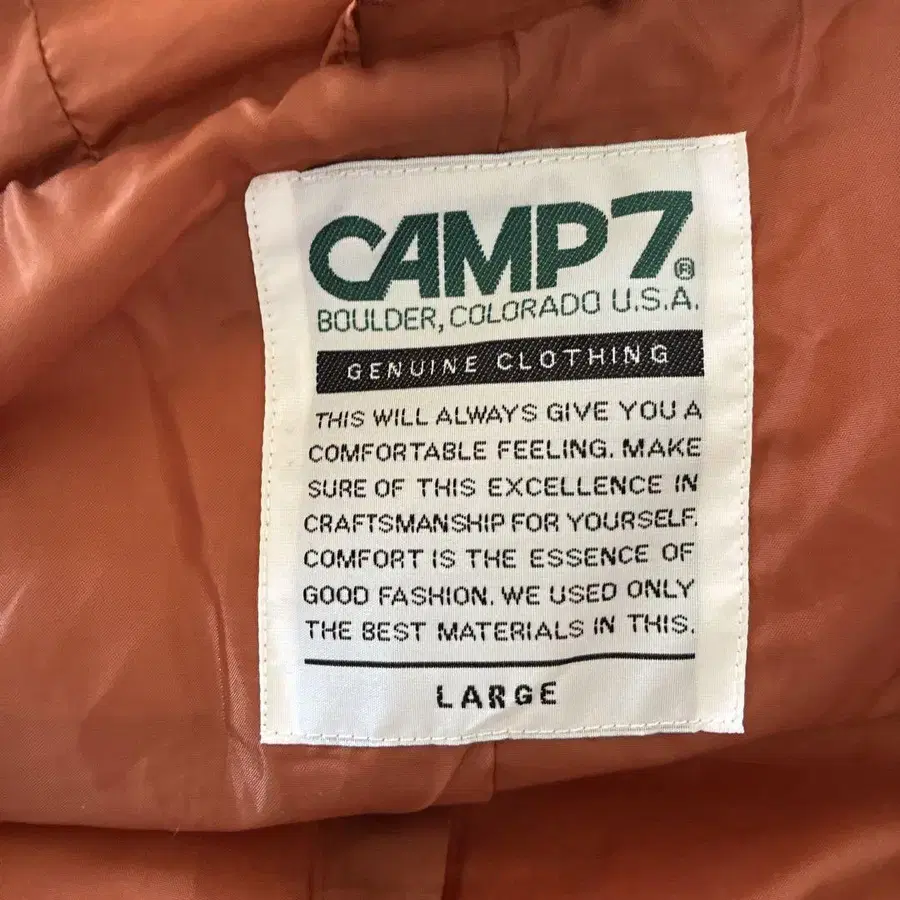 CAMP7®
BOULDER, COLORADO U.S.A.
GENUINE CLOTHING
THIS WILL ALWAYS GIVE YOU A
COMFORTABLE FEELING. MAKE
SURE OF THIS EXCELLENCE IN
CRAFTSMANSHIP FOR YOURSELF.
COMFORT IS THE ESSENCE OF
GOOD FASHION. WE USED ONLY
THE BEST MATERIALS IN THIS.
LARGE